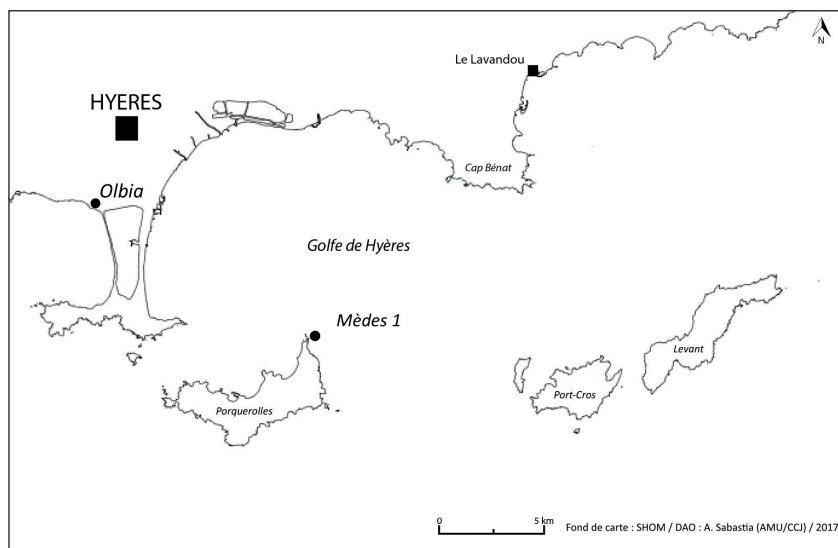 N
Le Lavandou
HYERES
Cap Bénat
Olbia
Golfe de Hyères
Mèdes 1
Levant
Port-Cros
Porquerolles
0 5 km
Fond de carte : SHOM / DAO : A. Sabastia (AMU/CCJ) / 2017